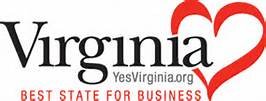 Virginia
YesVirginia.org
BEST STATE FOR BUSINESS